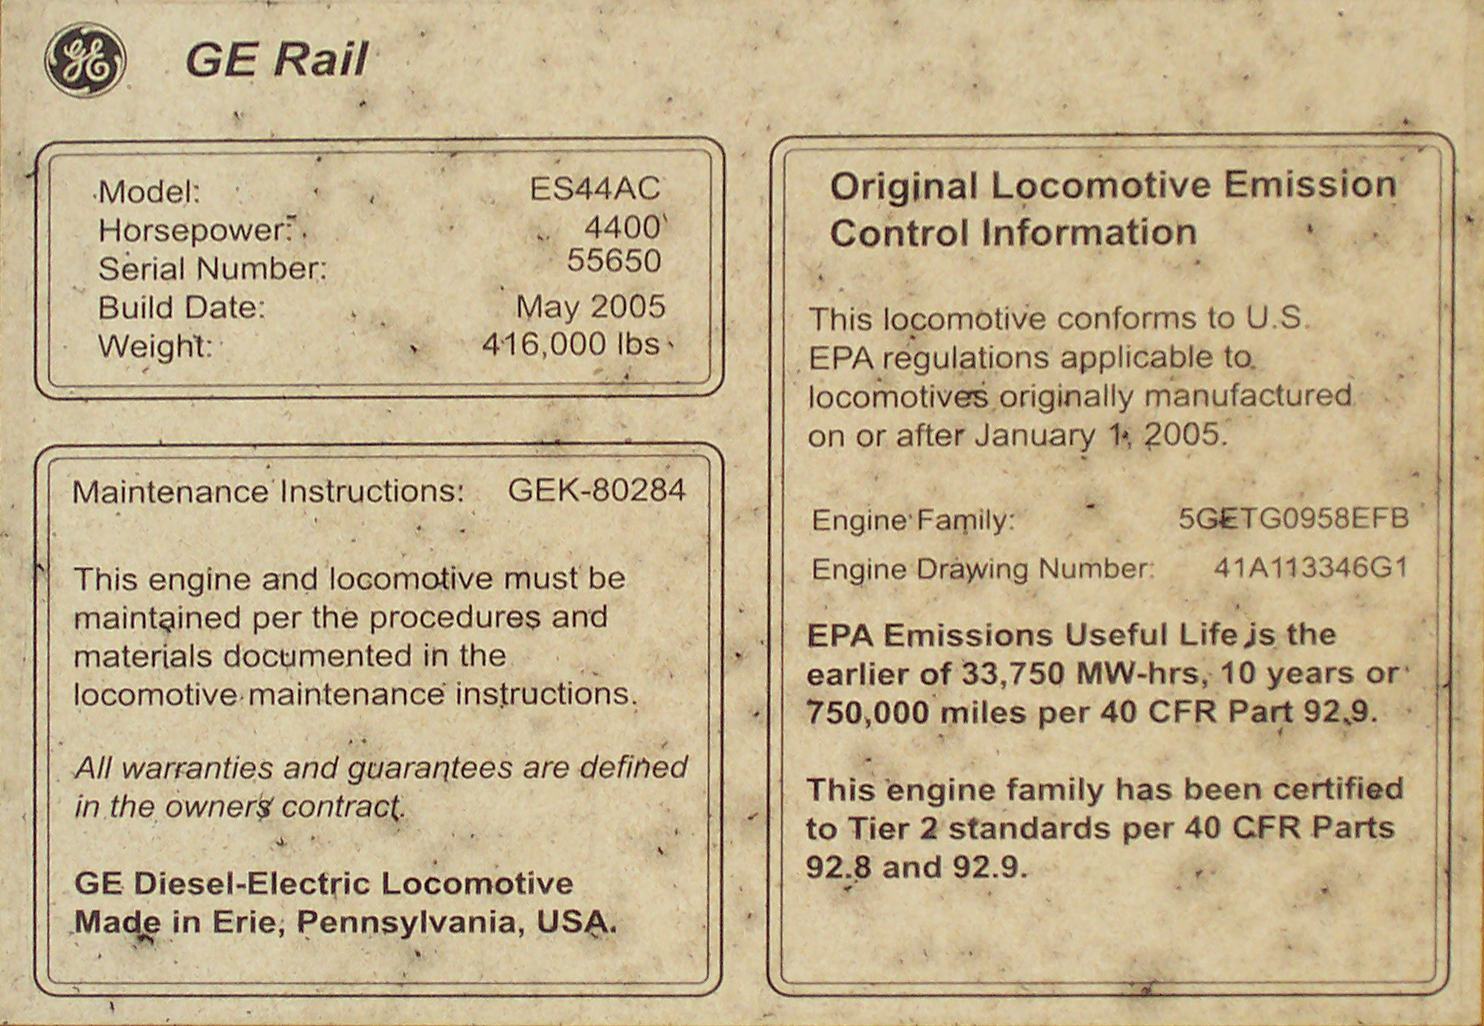 GE
GE Rail
Model: ES44AC
Horsepower: 4400
Serial Number: 55650
Build Date: May 2005
Weight: 416,000 lbs
Maintenance Instructions: GEK-80284
This engine and locomotive must be
maintained per the procedures and
materials documented in the
locomotive maintenance instructions.
All warranties and guarantees are defined
in the owner's contract.
GE Diesel-Electric Locomotive
Made in Erie, Pennsylvania, USA.
Original Locomotive Emission
Control Information
This locomotive conforms to U.S.
EPA regulations applicable to
locomotives originally manufactured
on or after January 1, 2005.
Engine Family: 5GETG0958EFB
Engine Drawing Number: 41A113346G1
EPA Emissions Useful Life is the
earlier of 33,750 MW-hrs, 10 years or
750,000 miles per 40 CFR Part 92.9.
This engine family has been certified
to Tier 2 standards per 40 CFR Parts
92.8 and 92.9.